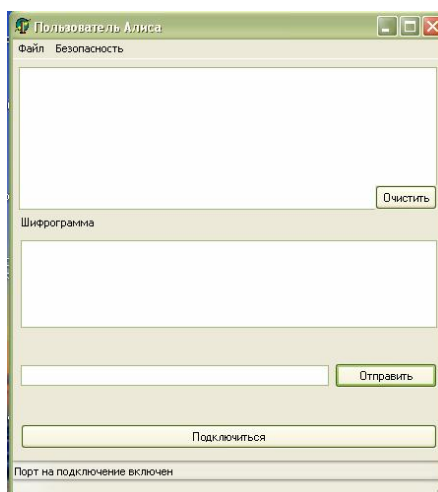 Пользователь Алиса
Файл Безопасность
Очистить
Шифрограмма
Отправить
Подключиться
Порт на подключение включен